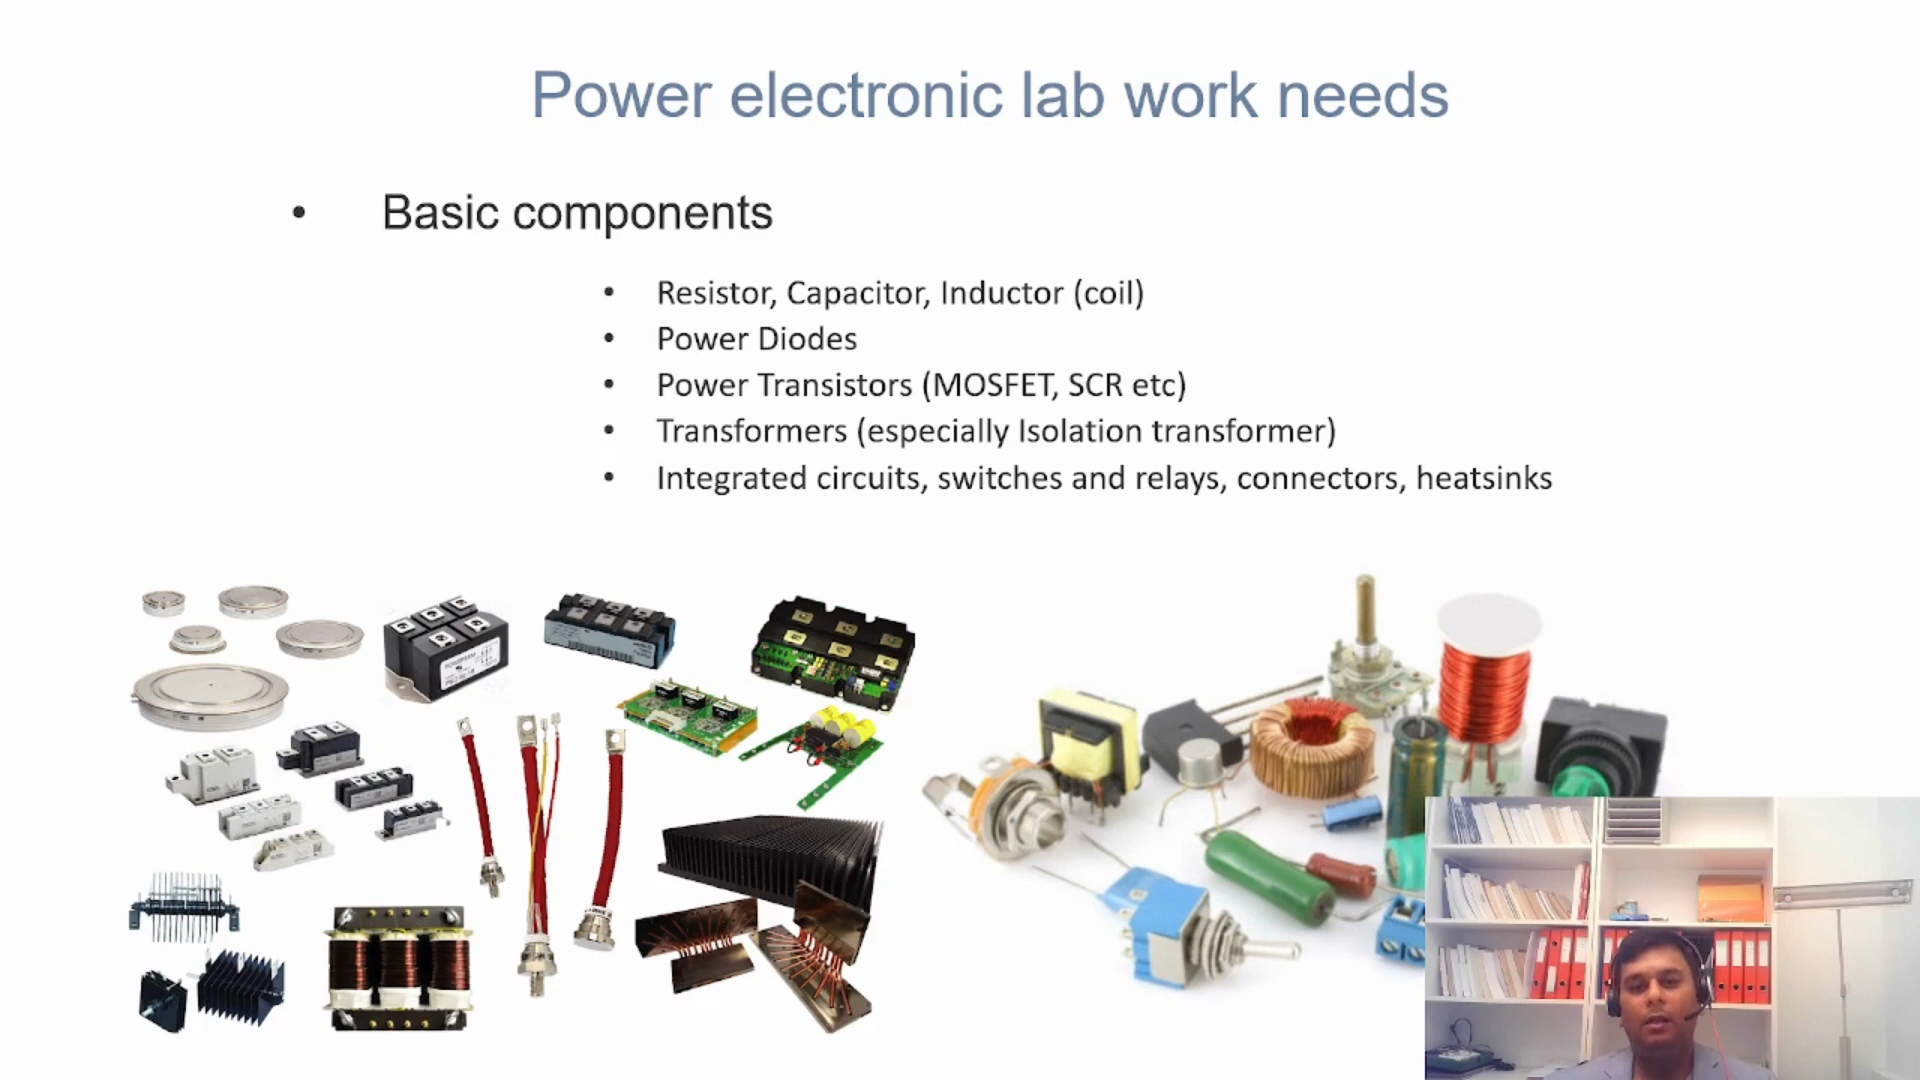 Power electronic lab work needs
• Basic components
• Resistor, Capacitor, Inductor (coil)
• Power Diodes
• Power Transistors (MOSFET, SCR etc)
• Transformers (especially Isolation transformer)
• Integrated circuits, switches and relays, connectors, heatsinks